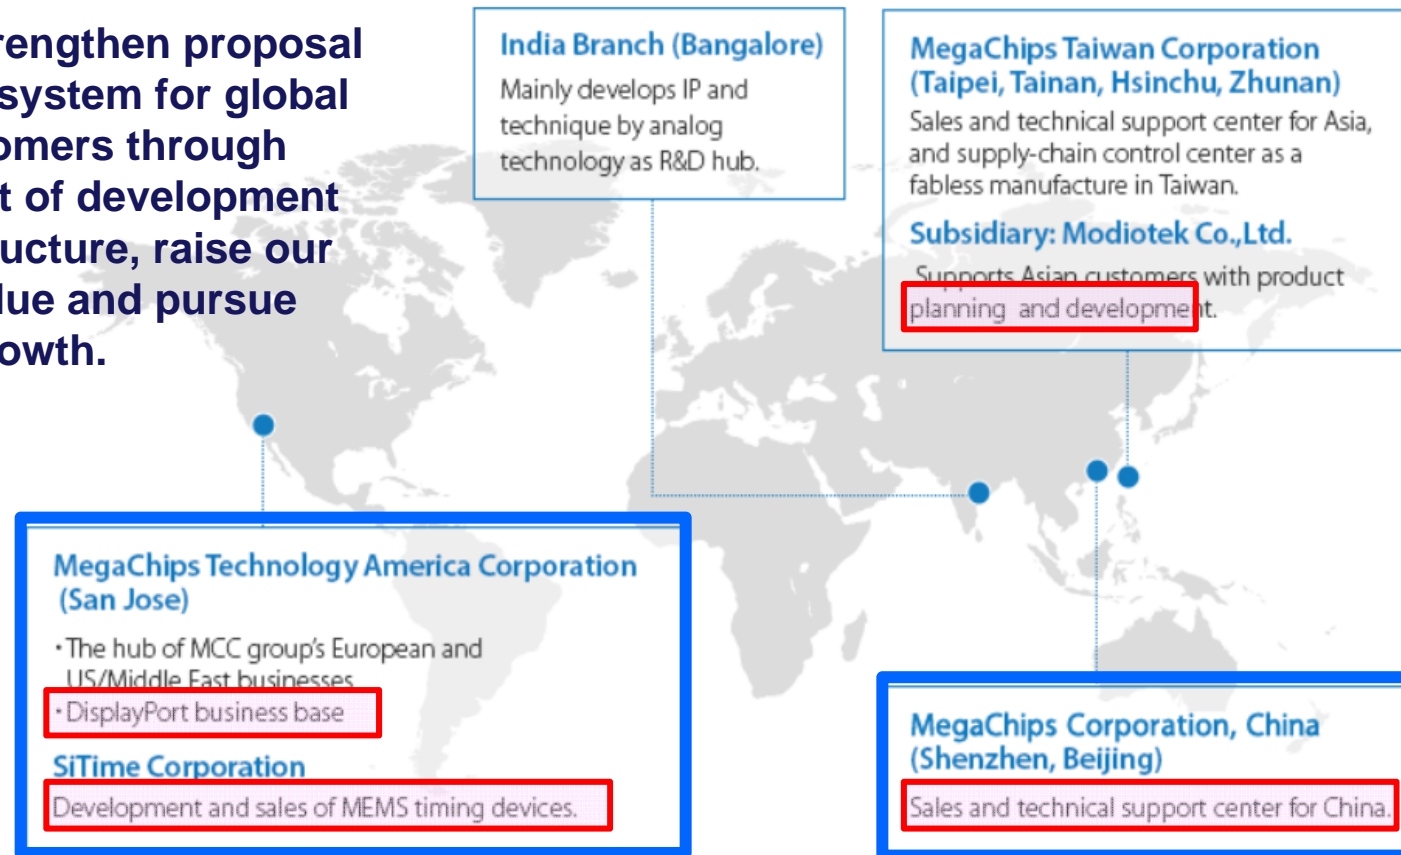 rengthen proposal
system for global
omers through
t of development
ucture, raise our
lue and pursue
owth.
India Branch (Bangalore)
Mainly develops IP and
technique by analog
technology as R&D hub.
MegaChips Taiwan Corporation
(Taipei, Tainan, Hsinchu, Zhunan)
Sales and technical support center for Asia,
and supply-chain control center as a
fabless manufacture in Taiwan.
Subsidiary: Modiotek Co.,Ltd.
Supports Asian customers with product
planning and development.
MegaChips Technology America Corporation
(San Jose)
・The hub of MCC group's European and
US/Middle East businesses
・DisplayPort business base
SiTime Corporation
Development and sales of MEMS timing devices.
MegaChips Corporation, China
(Shenzhen, Beijing)
Sales and technical support center for China.